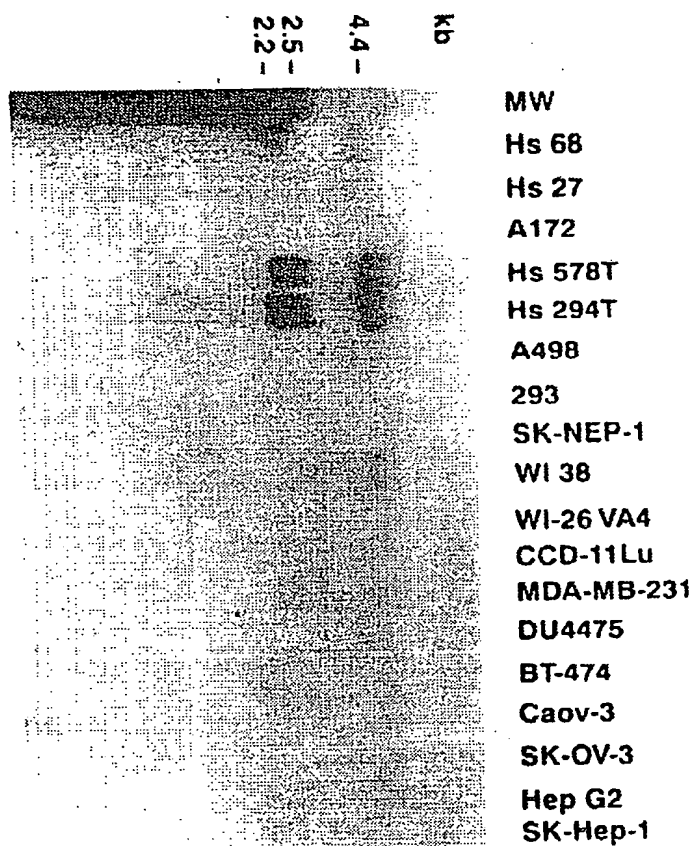 kb
4.4 –
2.5 –
2.2 –
MW
Hs 68
Hs 27
A172
Hs 578T
Hs 294T
A498
293
SK-NEP-1
WI 38
WI-26 VA4
CCD-11Lu
MDA-MB-231
DU4475
BT-474
Caov-3
SK-OV-3
Hep G2
SK-Hep-1